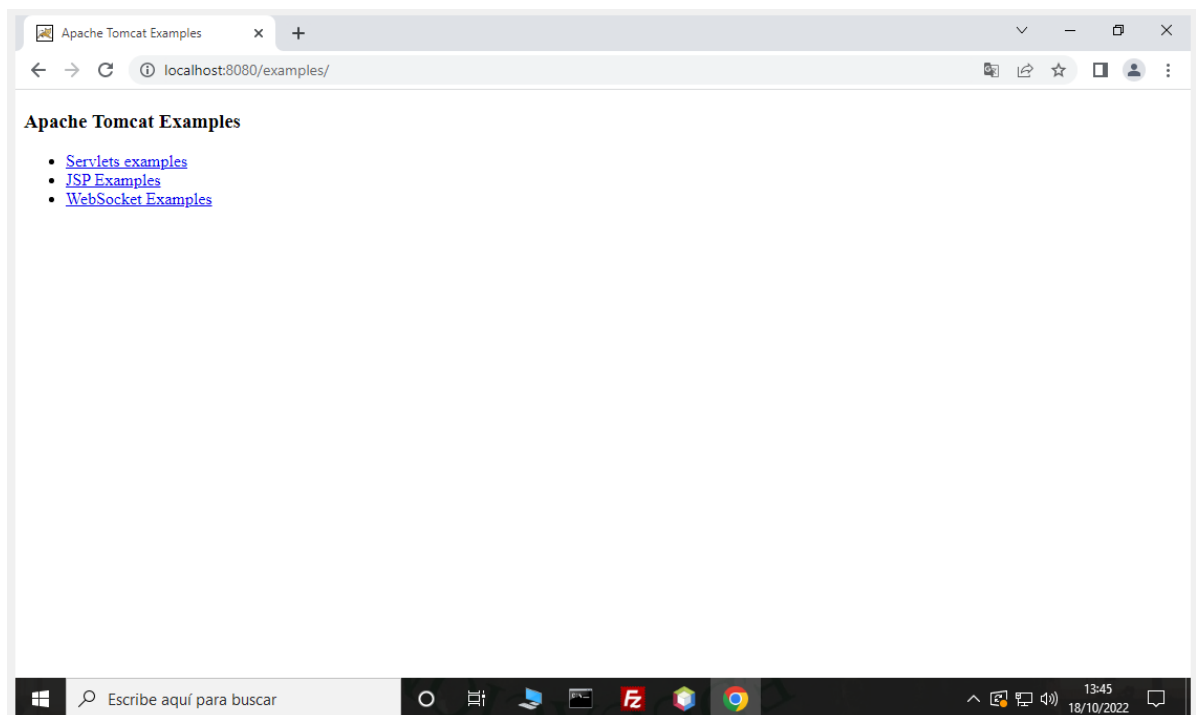 Apache Tomcat Examples
localhost:8080/examples/
Apache Tomcat Examples
Servlets examples
JSP Examples
WebSocket Examples
Escribe aquí para buscar
13:45
18/10/2022